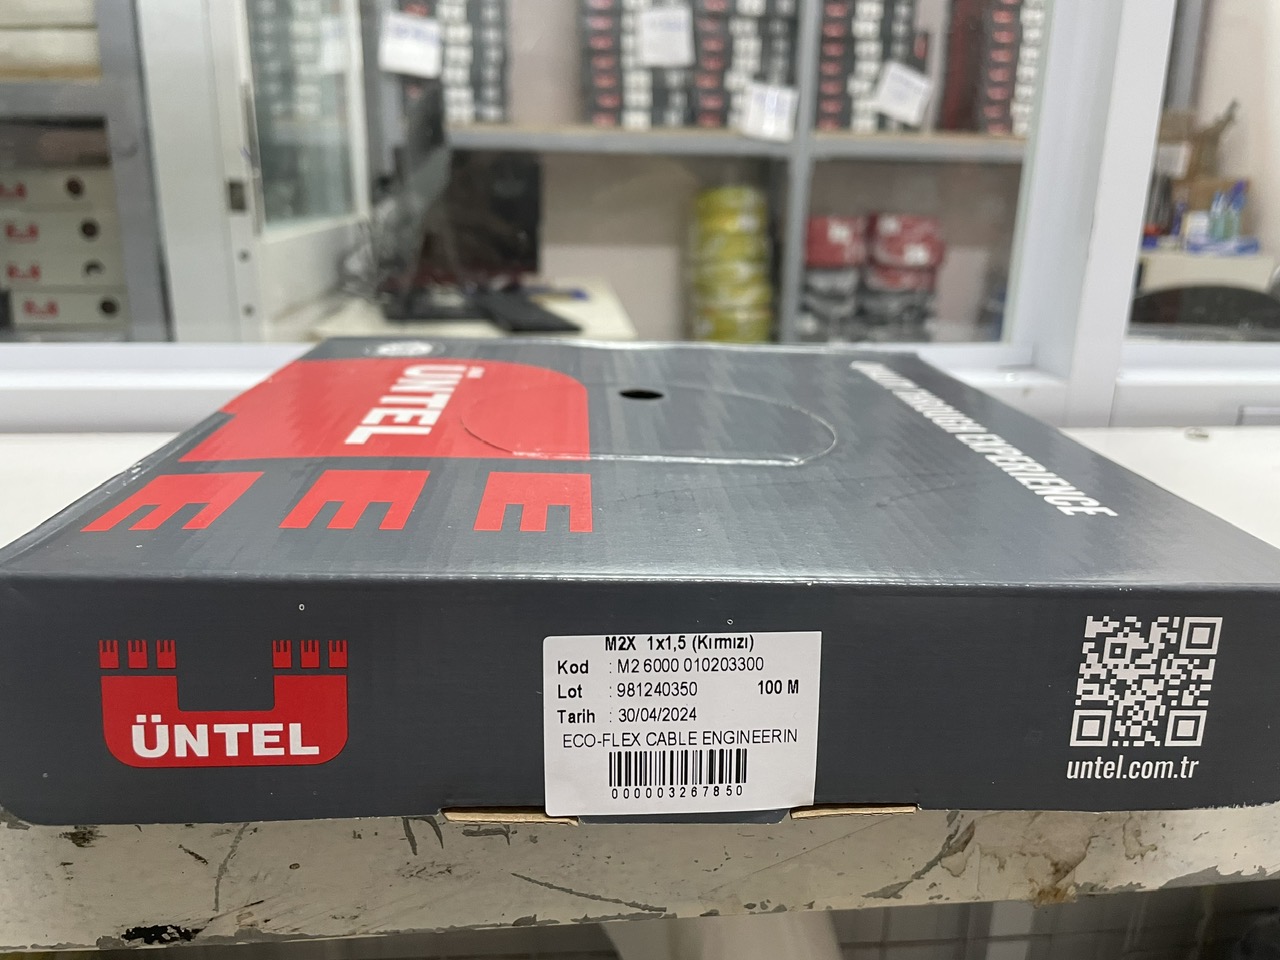 ÜNTEL
THROUGH EXPERIENCE
ÜNTEL
M2X 1x1,5 (Kırmızı)
Kod : M2 6000 010203300
Lot : 981240350 100 M
Tarih : 30/04/2024
ECO-FLEX CABLE ENGINEERIN
000003267850
untel.com.tr